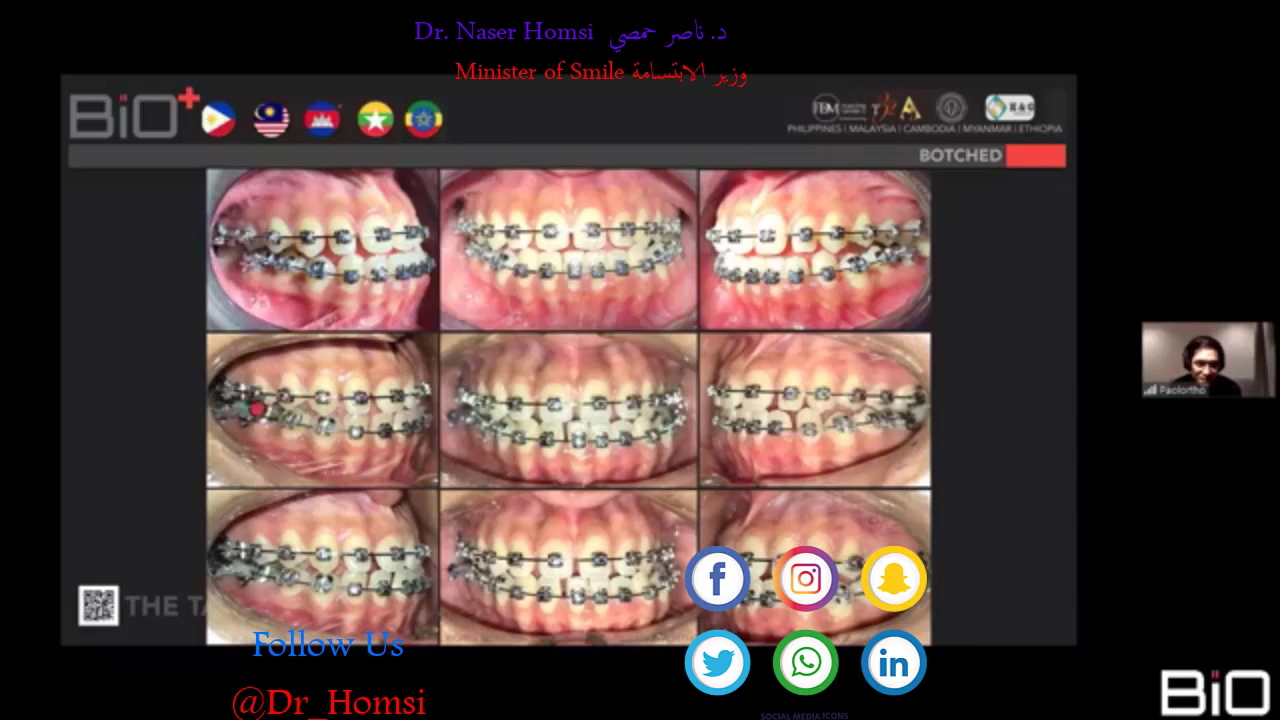 Dr. Naser Homsi د. ناصر حمصي
Minister of Smile وزير الابتسامة
BiO+
PHILIPPINES | MALAYSIA | CAMBODIA | MYANMAR | ETHIOPIA
BOTCHED
Paolortho
THE
Follow Us
@Dr_Homsi
SOCIAL MEDIA ICONS
BiO